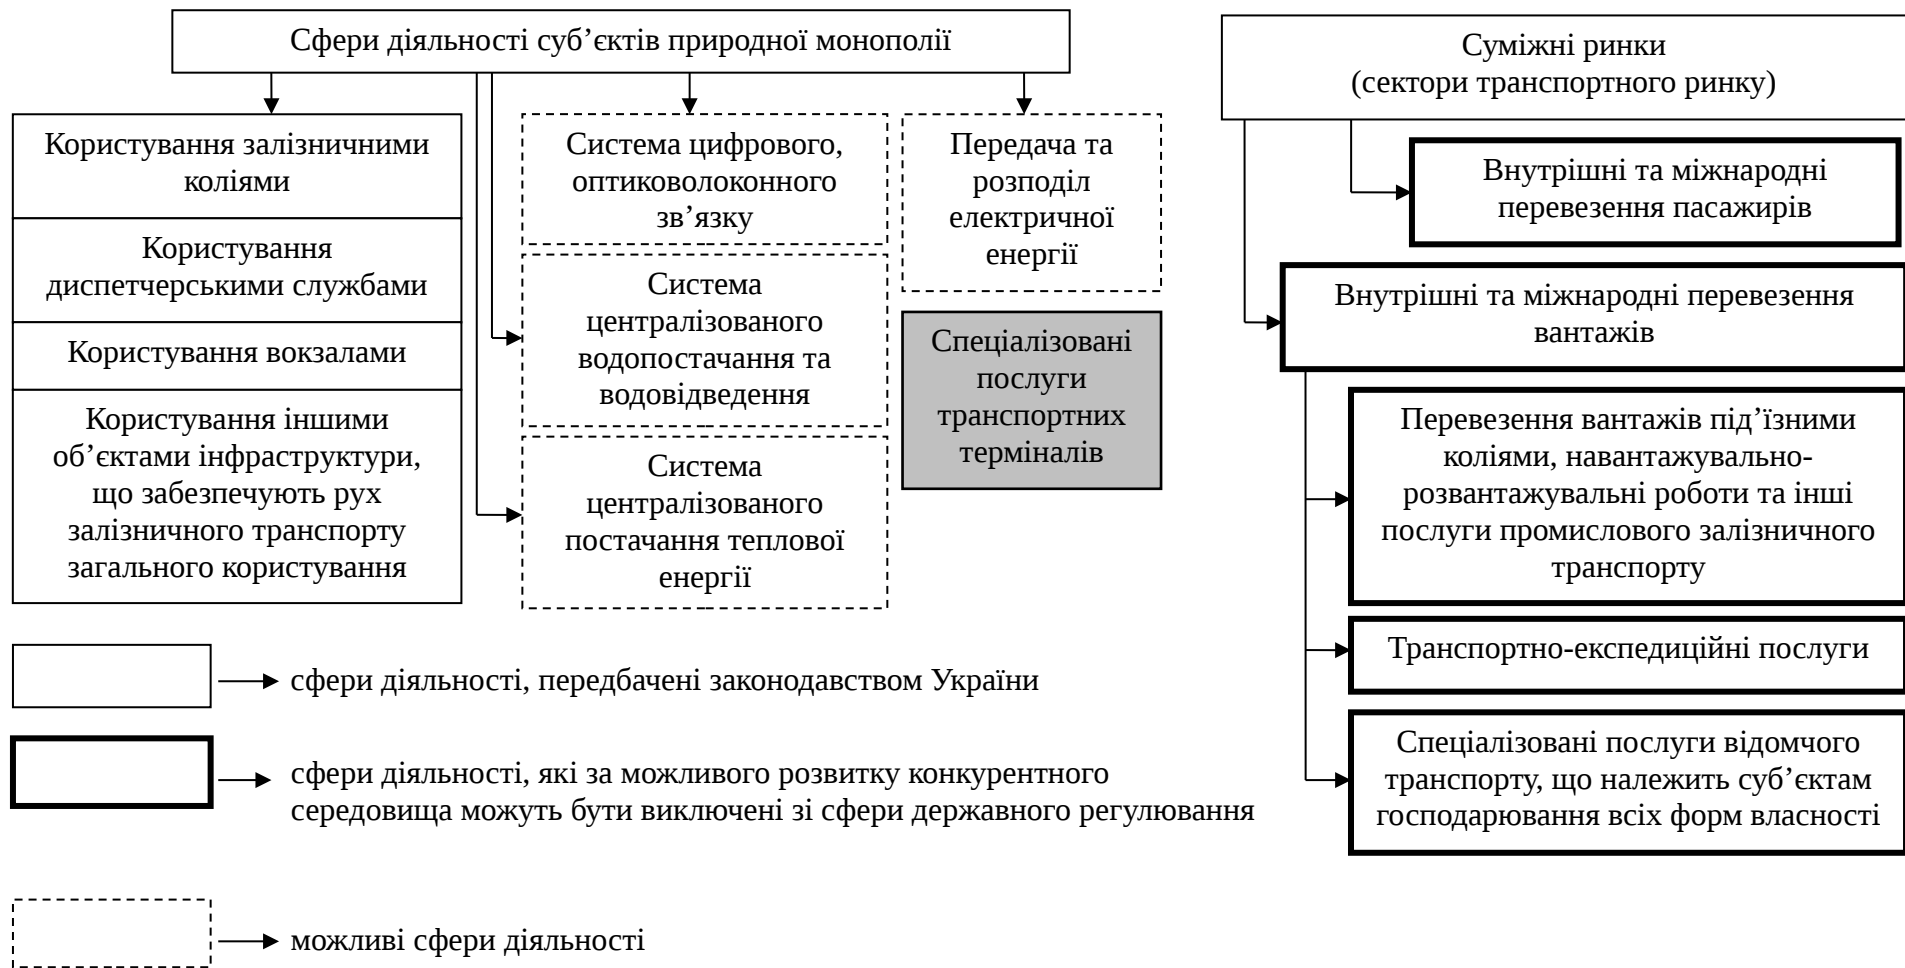 Сфери діяльності суб’єктів природної монополії
Користування залізничними
коліями
Користування
диспетчерськими службами
Користування вокзалами
Користування іншими
об’єктами інфраструктури,
що забезпечують рух
залізничного транспорту
загального користування
Система цифрового,
оптиковолоконного
зв’язку
Система
централізованого
водопостачання та
водовідведення
Система
централізованого
постачання теплової
енергії
Передача та
розподіл
електричної
енергії
Спеціалізовані
послуги
транспортних
терміналів
Суміжні ринки
(сектори транспортного ринку)
Внутрішні та міжнародні
перевезення пасажирів
Внутрішні та міжнародні перевезення
вантажів
Перевезення вантажів під’їзними
коліями, навантажувально-
розвантажувальні роботи та інші
послуги промислового залізничного
транспорту
Транспортно-експедиційні послуги
Спеціалізовані послуги відомчого
транспорту, що належить суб’єктам
господарювання всіх форм власності
сфери діяльності, передбачені законодавством України
сфери діяльності, які за можливого розвитку конкурентного
середовища можуть бути виключені зі сфери державного регулювання
можливі сфери діяльності